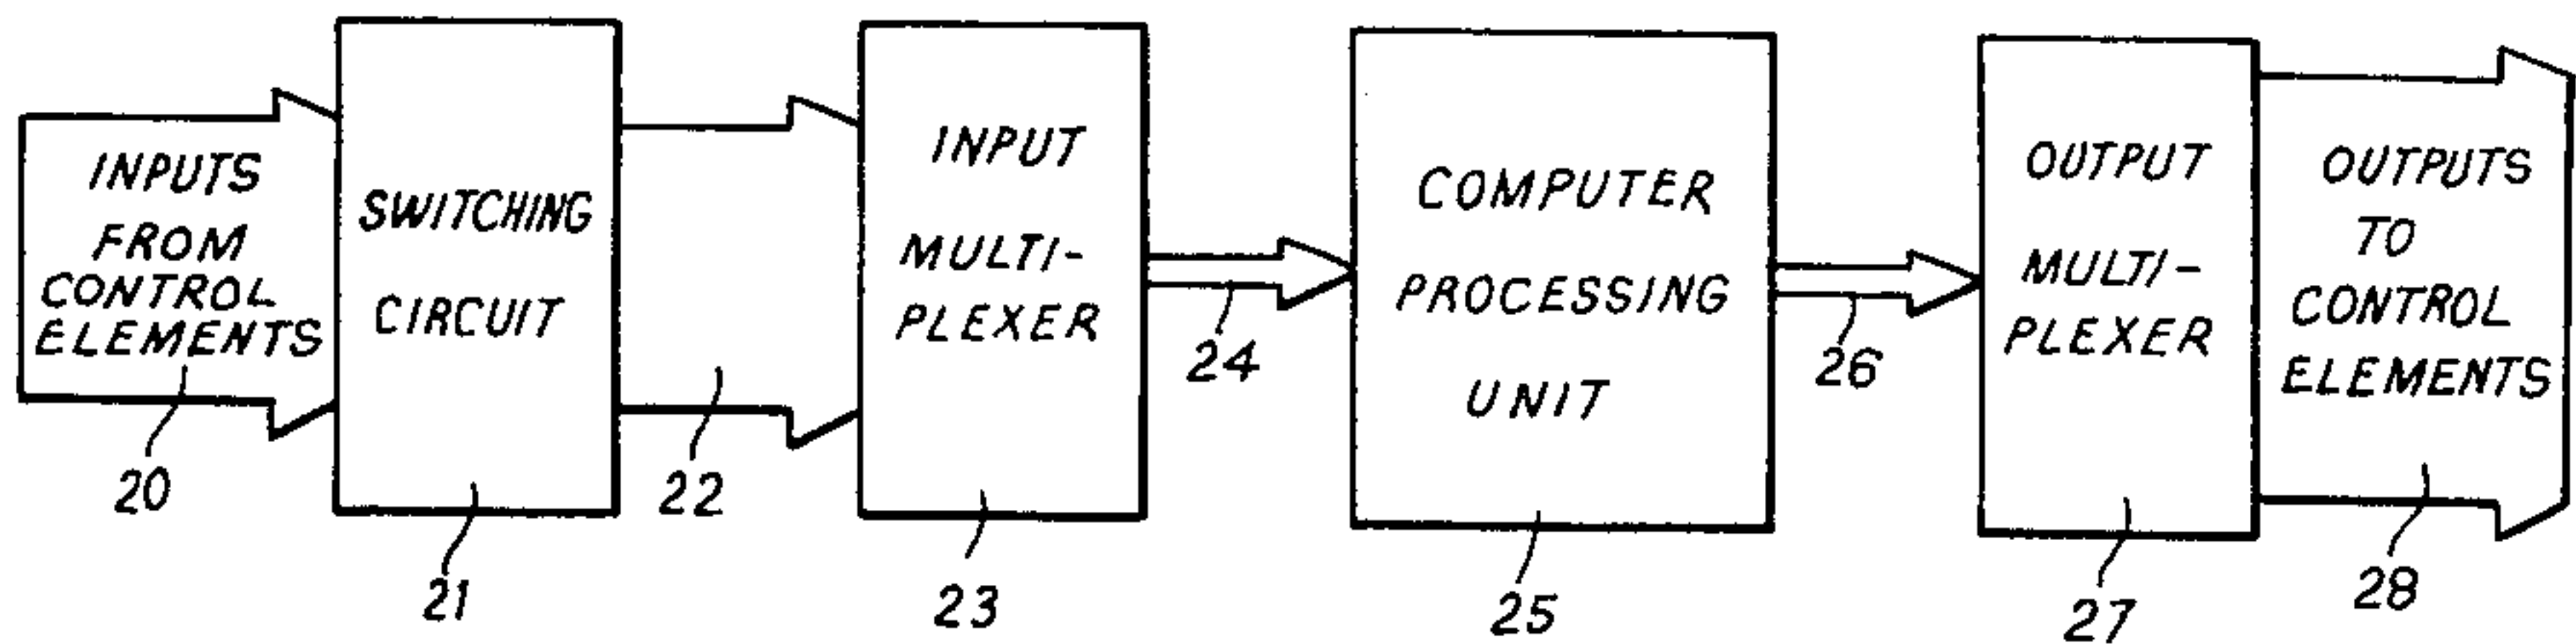 INPUTS
FROM
CONTROL
ELEMENTS
20
SWITCHING
CIRCUIT
21
22
INPUT
MULTI-
PLEXER
23
24
COMPUTER
PROCESSING
UNIT
25
26
OUTPUT
MULTI-
PLEXER
27
OUTPUTS
TO
CONTROL
ELEMENTS
28